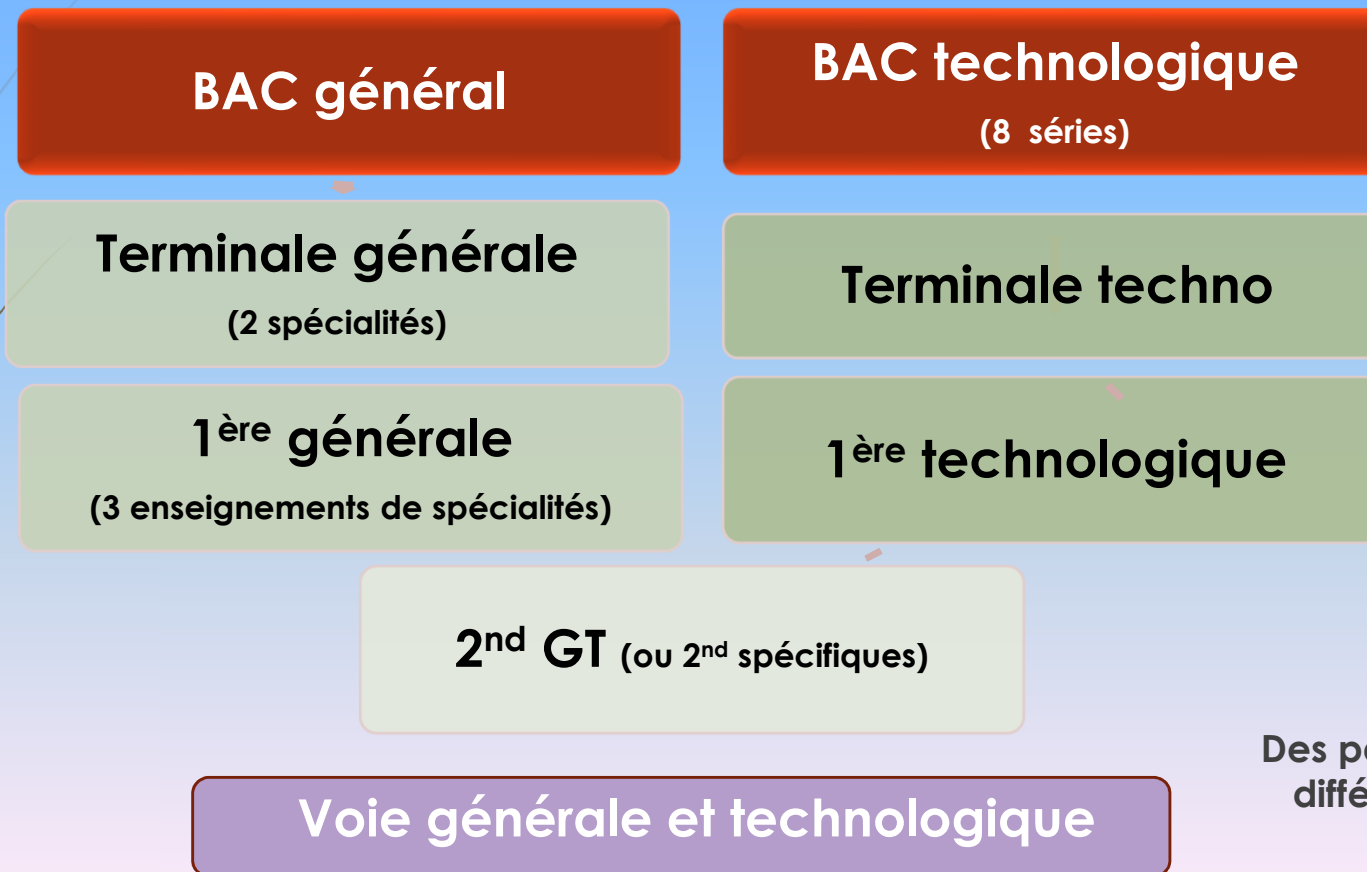 BAC général
BAC technologique
(8 séries)
Terminale générale
(2 spécialités)
Terminale techno
1ère générale
(3 enseignements de spécialités)
1ère technologique
2nd GT (ou 2nd spécifiques)
Des
Voie générale et technologique